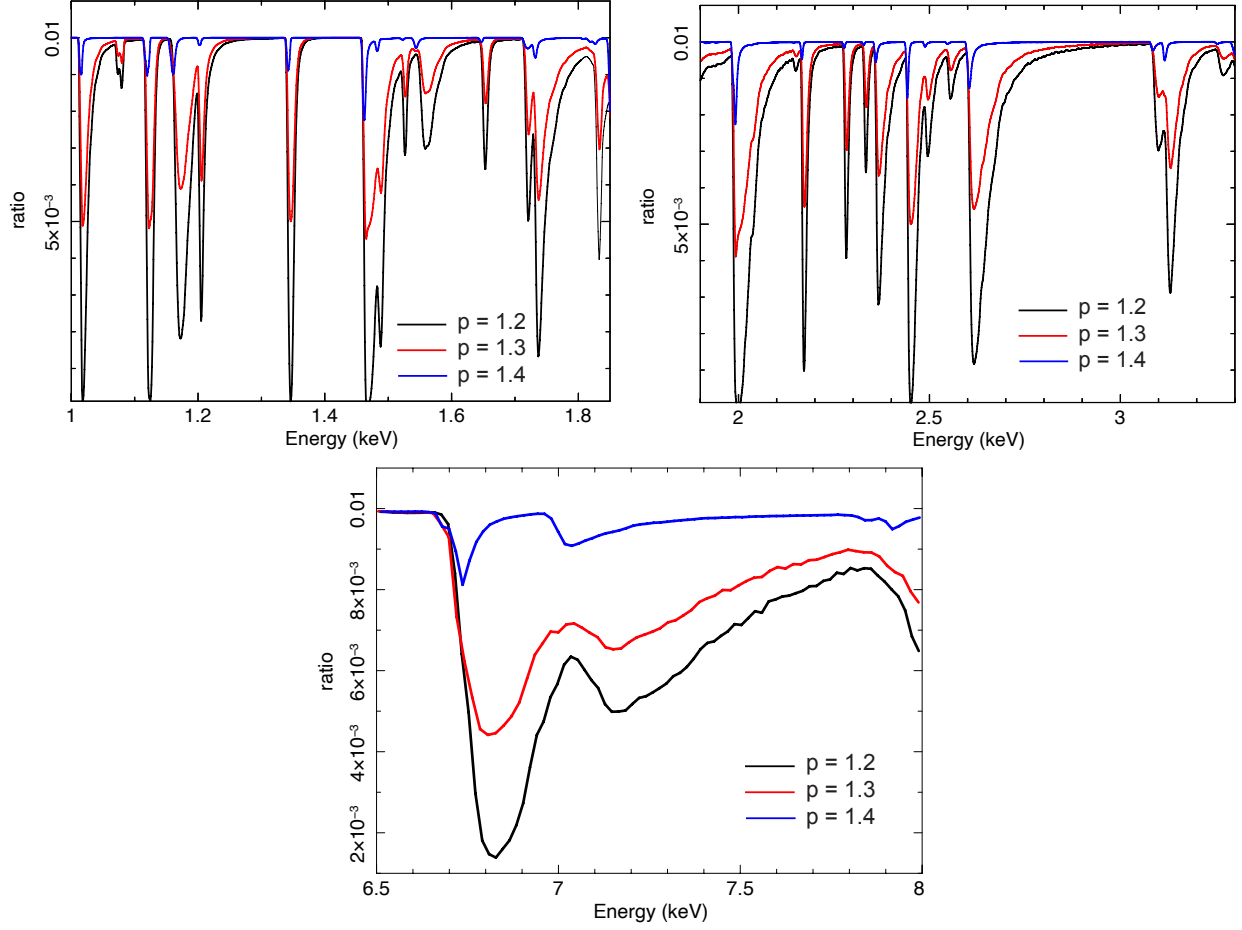 ratio
0.01
5×10⁻³
p = 1.2
p = 1.3
p = 1.4
1 1.2 1.4 1.6 1.8
Energy (keV)
ratio
0.01
5×10⁻³
p = 1.2
p = 1.3
p = 1.4
2 2.5 3
Energy (keV)
ratio
0.01
8×10⁻³
6×10⁻³
4×10⁻³
2×10⁻³
p = 1.2
p = 1.3
p = 1.4
6.5 7 7.5 8
Energy (keV)